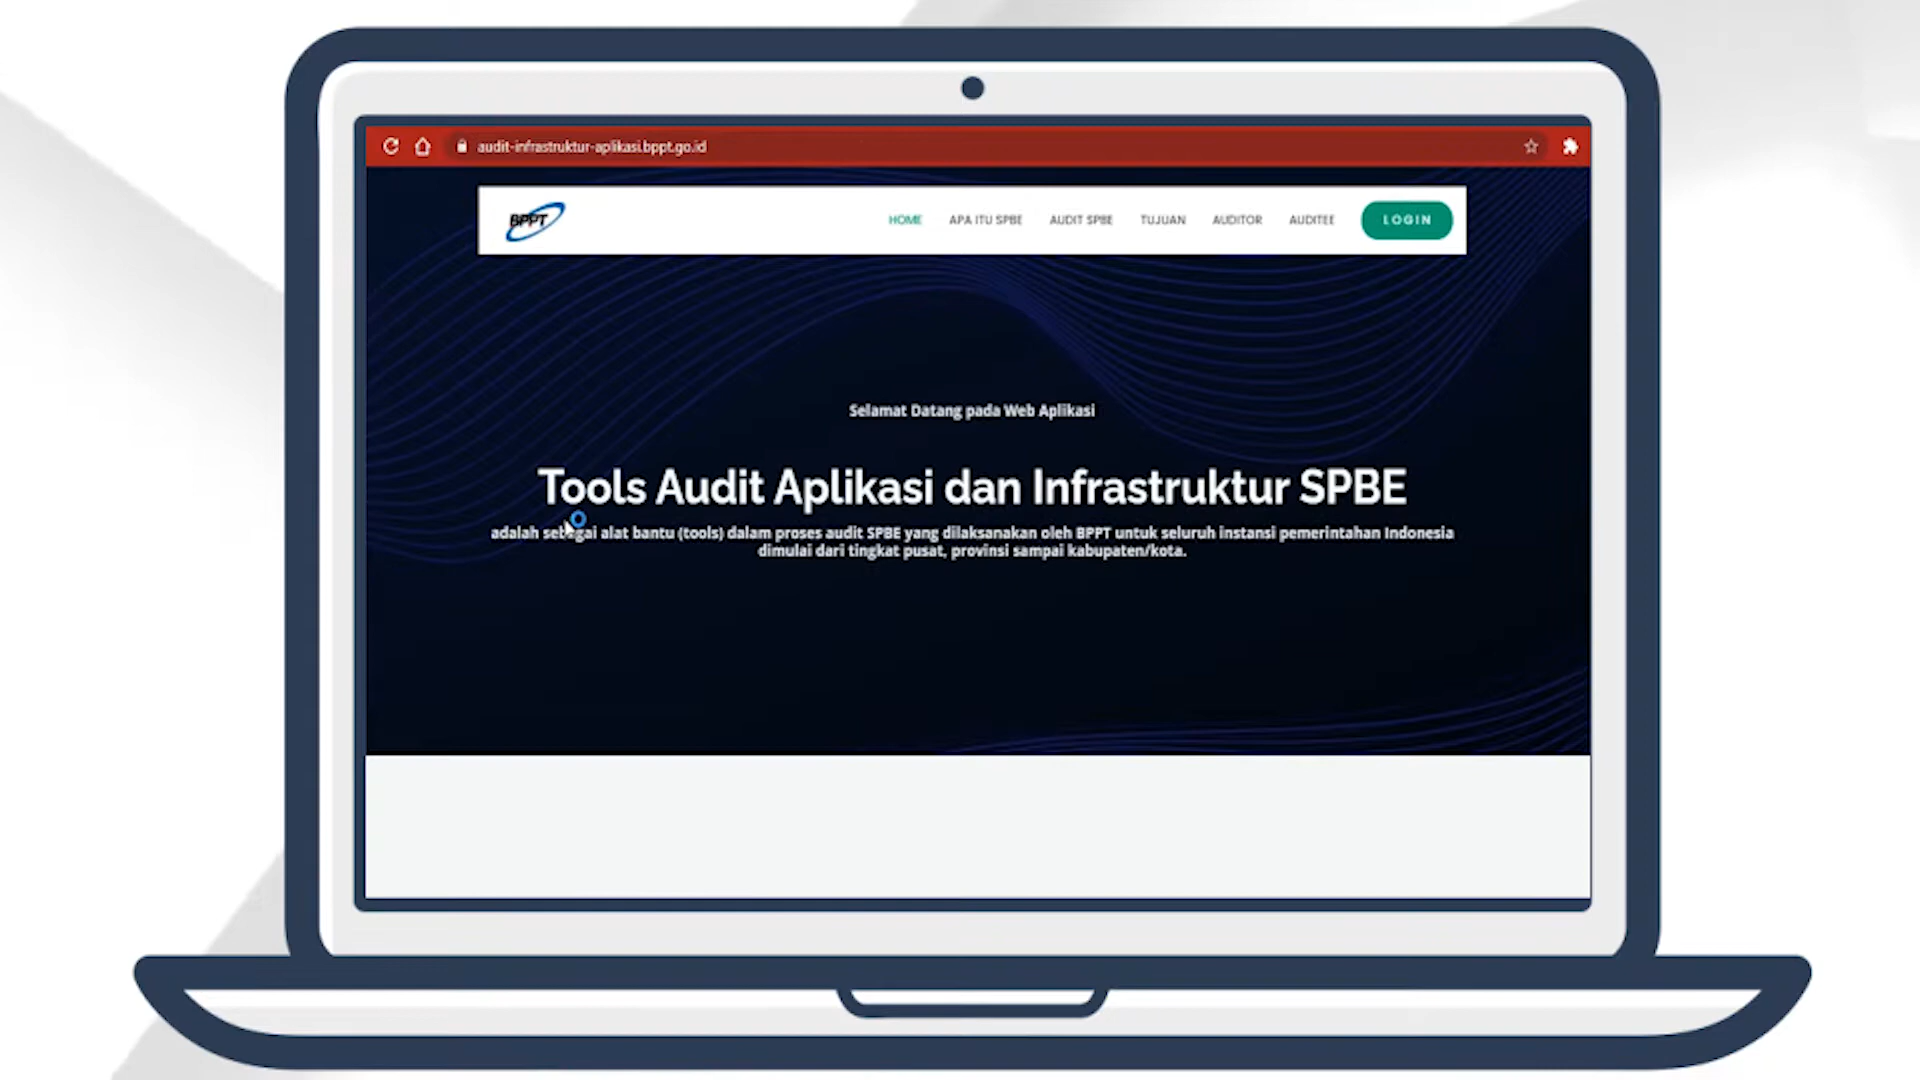 audit-infrastruktur-aplikasi.bppt.go.id
BPPT
HOME APA ITU SPBE AUDIT SPBE TUJUAN AUDITOR AUDITEE LOGIN
Selamat Datang pada Web Aplikasi
Tools Audit Aplikasi dan Infrastruktur SPBE
adalah sebagai alat bantu (tools) dalam proses audit SPBE yang dilaksanakan oleh BPPT untuk seluruh instansi pemerintahan Indonesia
dimulai dari tingkat pusat, provinsi sampai kabupaten/kota.